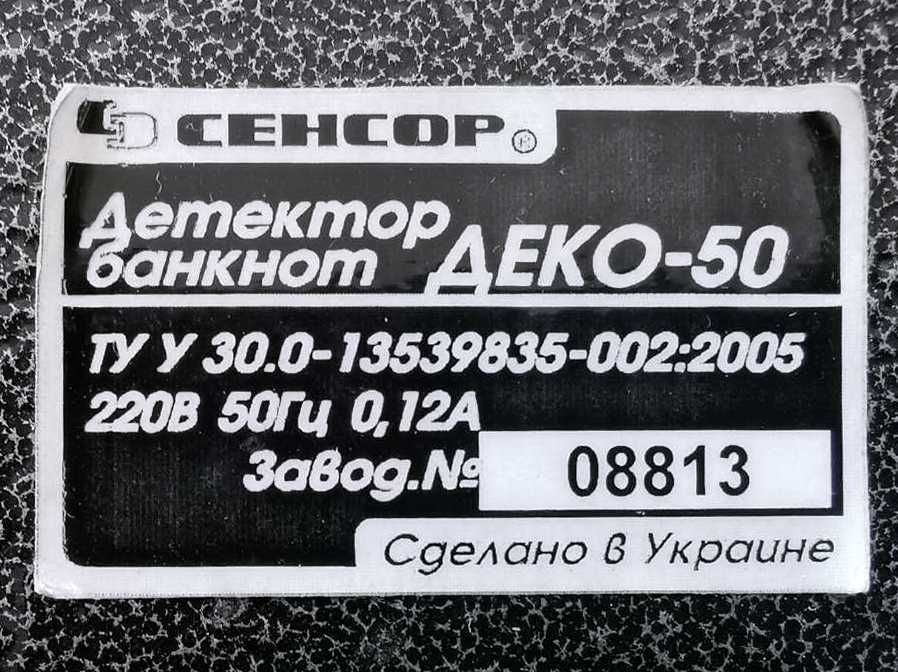 СЕНСОР ®
Детектор
банкнот ДЕКО-50
ТУ У 30.0-13539835-002:2005
220В 50Гц 0,12А
Завод.№ 08813
Сделано в Украине